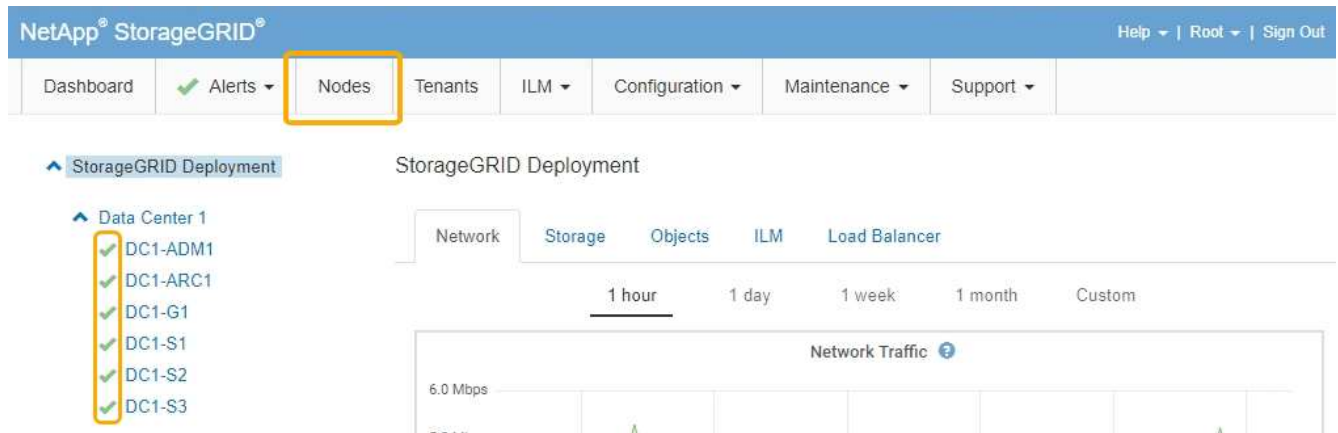 NetApp® StorageGRID®
Help | Root | Sign Out
Dashboard Alerts Nodes Tenants ILM Configuration Maintenance Support
StorageGRID Deployment
Data Center 1
DC1-ADM1
DC1-ARC1
DC1-G1
DC1-S1
DC1-S2
DC1-S3
StorageGRID Deployment
Network Storage Objects ILM Load Balancer
1 hour 1 day 1 week 1 month Custom
Network Traffic
6.0 Mbps